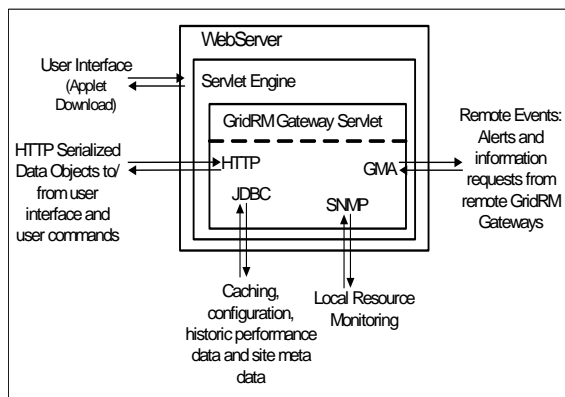 WebServer
User Interface
(Applet
Download)
Servlet Engine
GridRM Gateway Servlet
HTTP Serialized
Data Objects to/
from user
interface and
user commands
HTTP
GMA
JDBC
SNMP
Remote Events:
Alerts and
information
requests from
remote GridRM
Gateways
Caching,
configuration,
historic performance
data and site meta
data
Local Resource
Monitoring